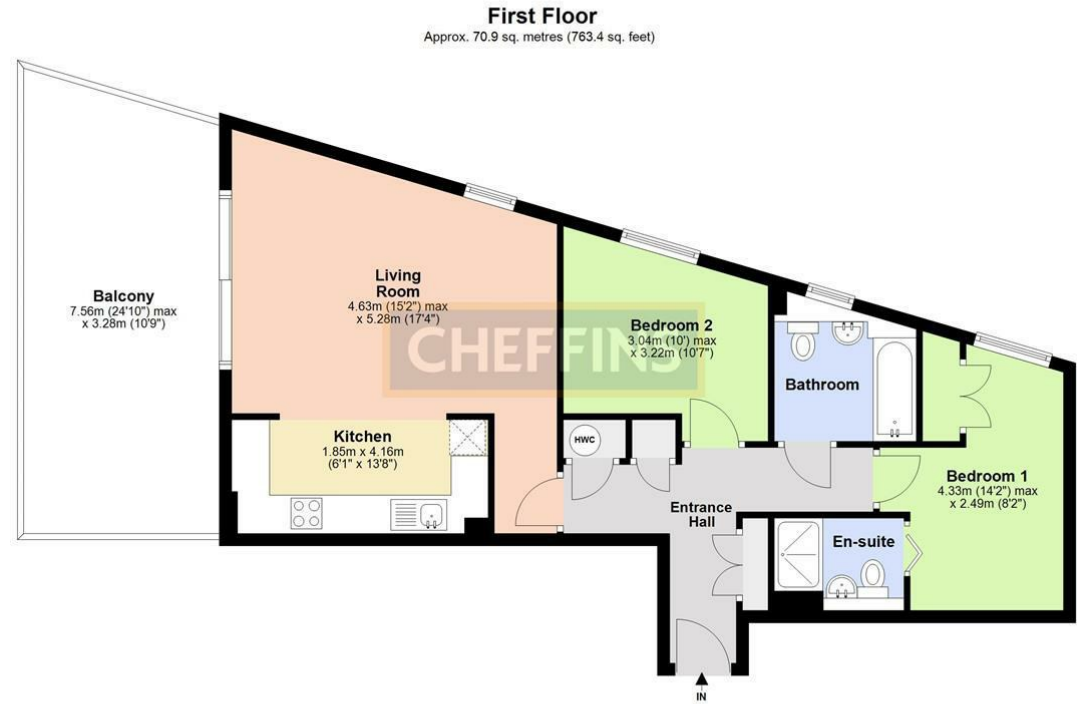 First Floor
Approx. 70.9 sq. metres (763.4 sq. feet)
Balcony
7.56m (24'10") max
x 3.28m (10'9")
Living
Room
4.63m (15'2") max
x 5.28m (17'4")
CHEFFINS
Bedroom 2
3.04m (10') max
x 3.22m (10'7")
Bathroom
Kitchen
1.85m x 4.16m
(6'1" x 13'8")
HWC
Bedroom 1
4.33m (14'2") max
x 2.49m (8'2")
Entrance
Hall
En-suite
IN